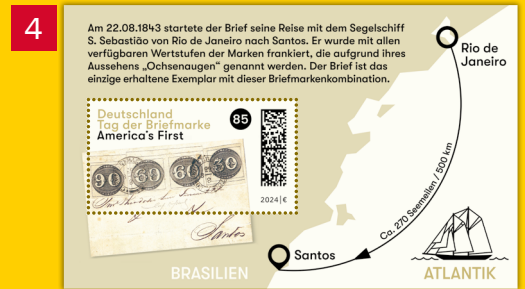 4
Am 22.08.1843 startete der Brief seine Reise mit dem Segelschiff
S. Sebastião von Rio de Janeiro nach Santos. Er wurde mit allen
verfügbaren Wertstufen der Marken frankiert, die aufgrund ihres
Aussehens „Ochsenaugen" genannt werden. Der Brief ist das
einzige erhaltene Exemplar mit dieser Briefmarkenkombination.
Rio de
Janeiro
Deutschland
Tag der Briefmarke
America's First
85
90 60 60 30
2024|€
Santos
Ca. 270 Seemeilen / 500 km
Santos
BRASILIEN
ATLANTIK